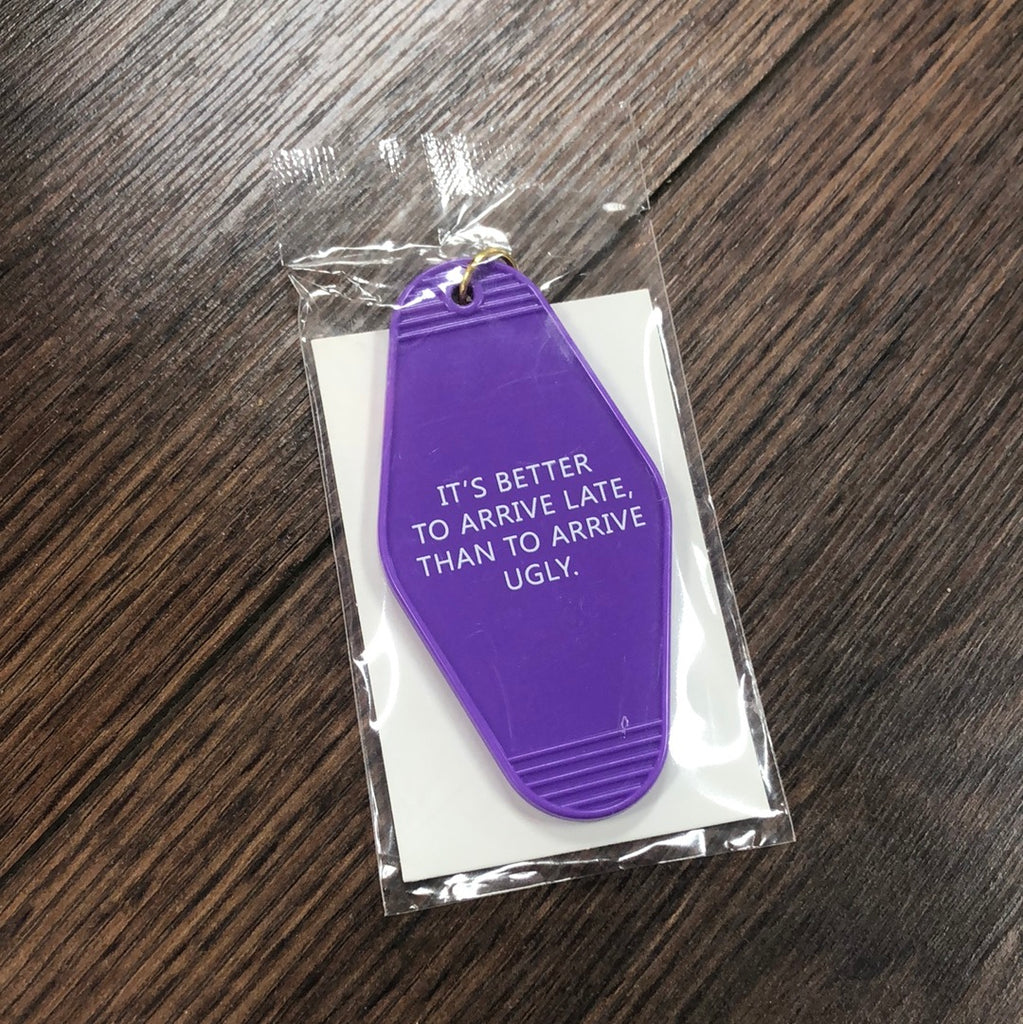 IT'S BETTER
TO ARRIVE LATE,
THAN TO ARRIVE
UGLY.